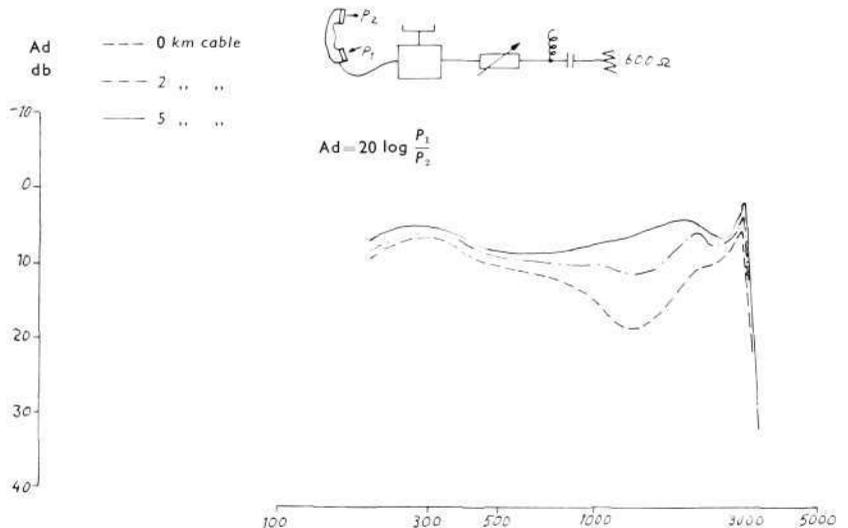 P2
P1
600 Ω
Ad
db
0 km cable
2 ,, ,,
5 ,, ,,
Ad = 20 log P1/P2
-10
0
10
20
30
40
100 300 500 1000 3000 5000